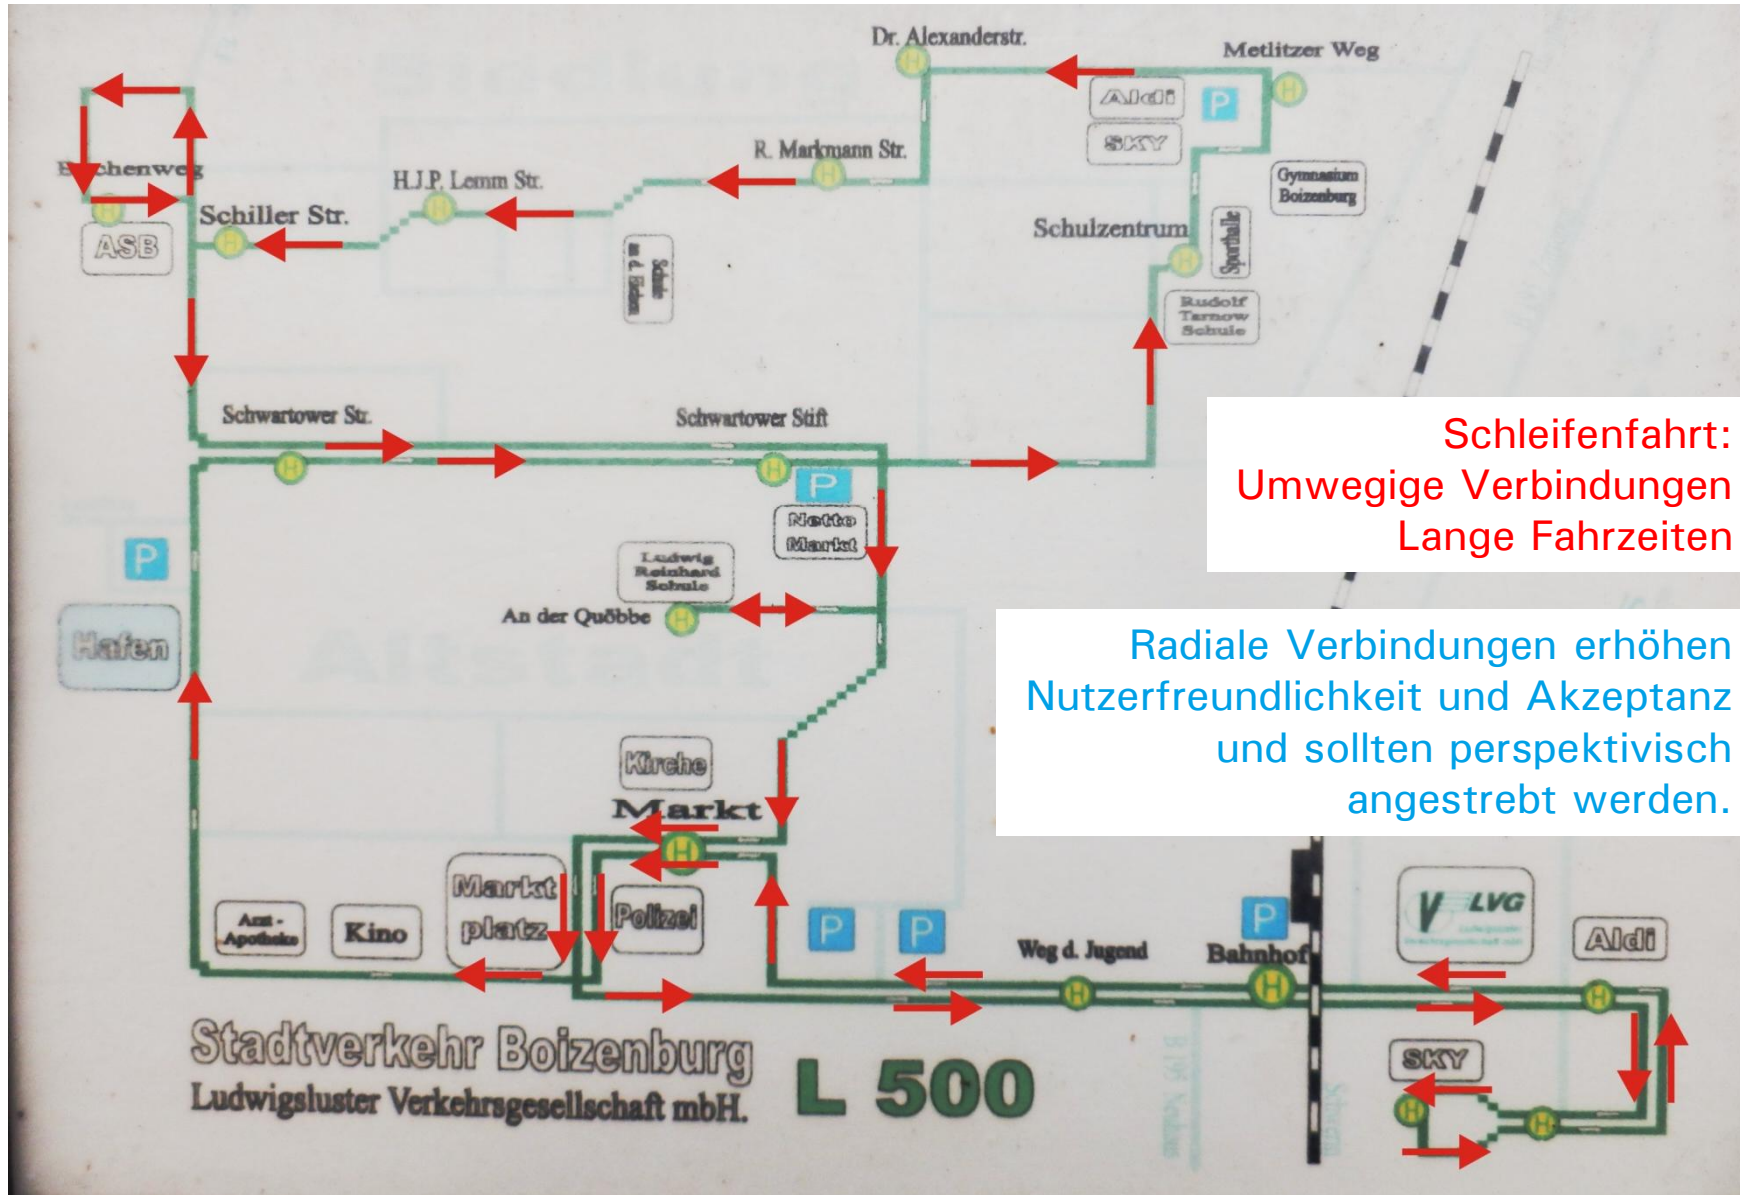 Dr. Alexanderstr.
Metlitzer Weg
Aldi
P
SKY
R. Markmann Str.
H.J.P. Lemm Str.
Gymnasium
Boizenburg
Schiller Str.
ASB
Schulzentrum
Sporthalle
Schule
Rudolf
Tarnow
Schule
Schwartower Str.
Schwartower Stift
Schleifenfahrt:
Umwegige Verbindungen
Lange Fahrzeiten
P
Netto
Markt
P
Ludwig
Reinhard
Schule
An der Quöbbe
Hafen
Altstadt
Radiale Verbindungen erhöhen
Nutzerfreundlichkeit und Akzeptanz
und sollten perspektivisch
angestrebt werden.
Kirche
Markt
Markt
platz
Polizei
Arzt -
Apotheke
Kino
P
P
P
Weg d. Jugend
Bahnhof
LVG
Aldi
SKY
Stadtverkehr Boizenburg
Ludwigsluster Verkehrsgesellschaft mbH.
L 500